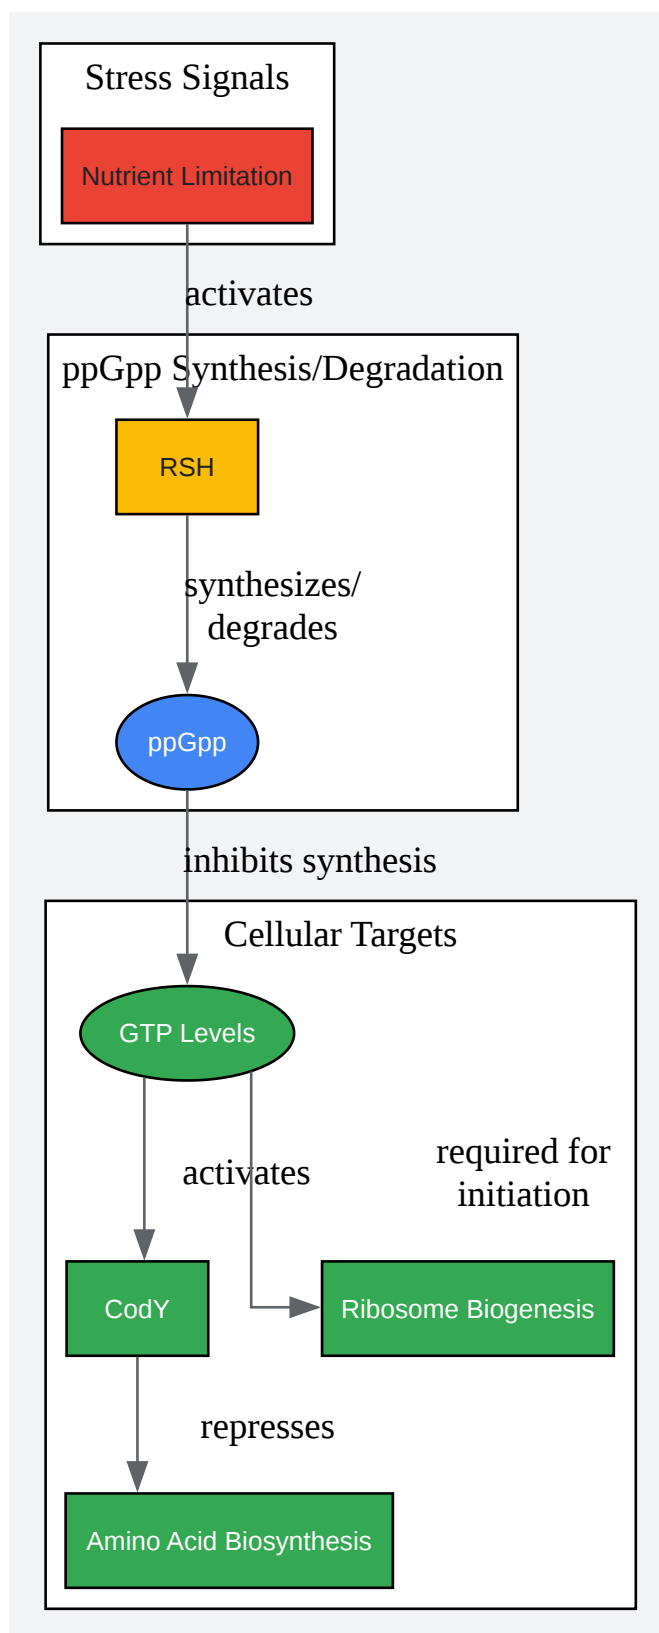 Stress Signals
Nutrient Limitation
activates
ppGpp Synthesis/Degradation
RSH
synthesizes/
degrades
ppGpp
inhibits synthesis
Cellular Targets
GTP Levels
activates
required for
initiation
CodY
Ribosome Biogenesis
represses
Amino Acid Biosynthesis